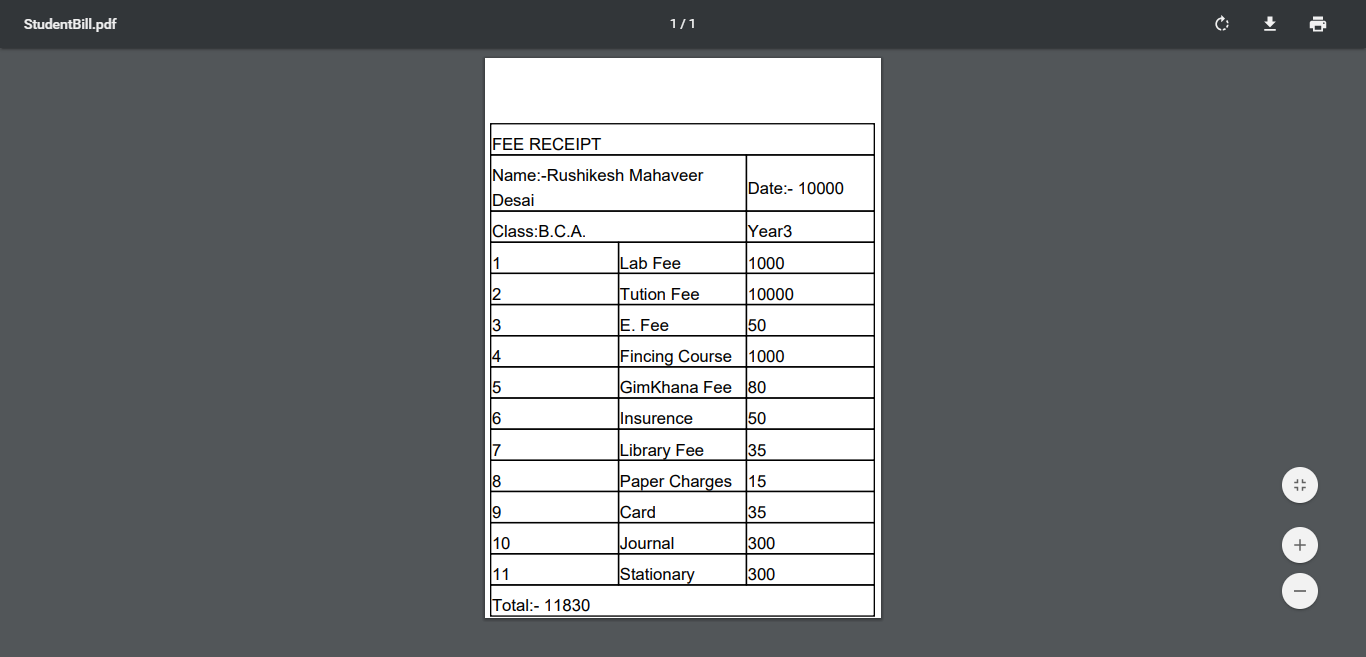 StudentBill.pdf
1 / 1
FEE RECEIPT
Name:-Rushikesh Mahaveer
Desai
Date:- 10000
Class:B.C.A.
Year3
1 Lab Fee 1000
2 Tution Fee 10000
3 E. Fee 50
4 Fincing Course 1000
5 GimKhana Fee 80
6 Insurence 50
7 Library Fee 35
8 Paper Charges 15
9 Card 35
10 Journal 300
11 Stationary 300
Total:- 11830